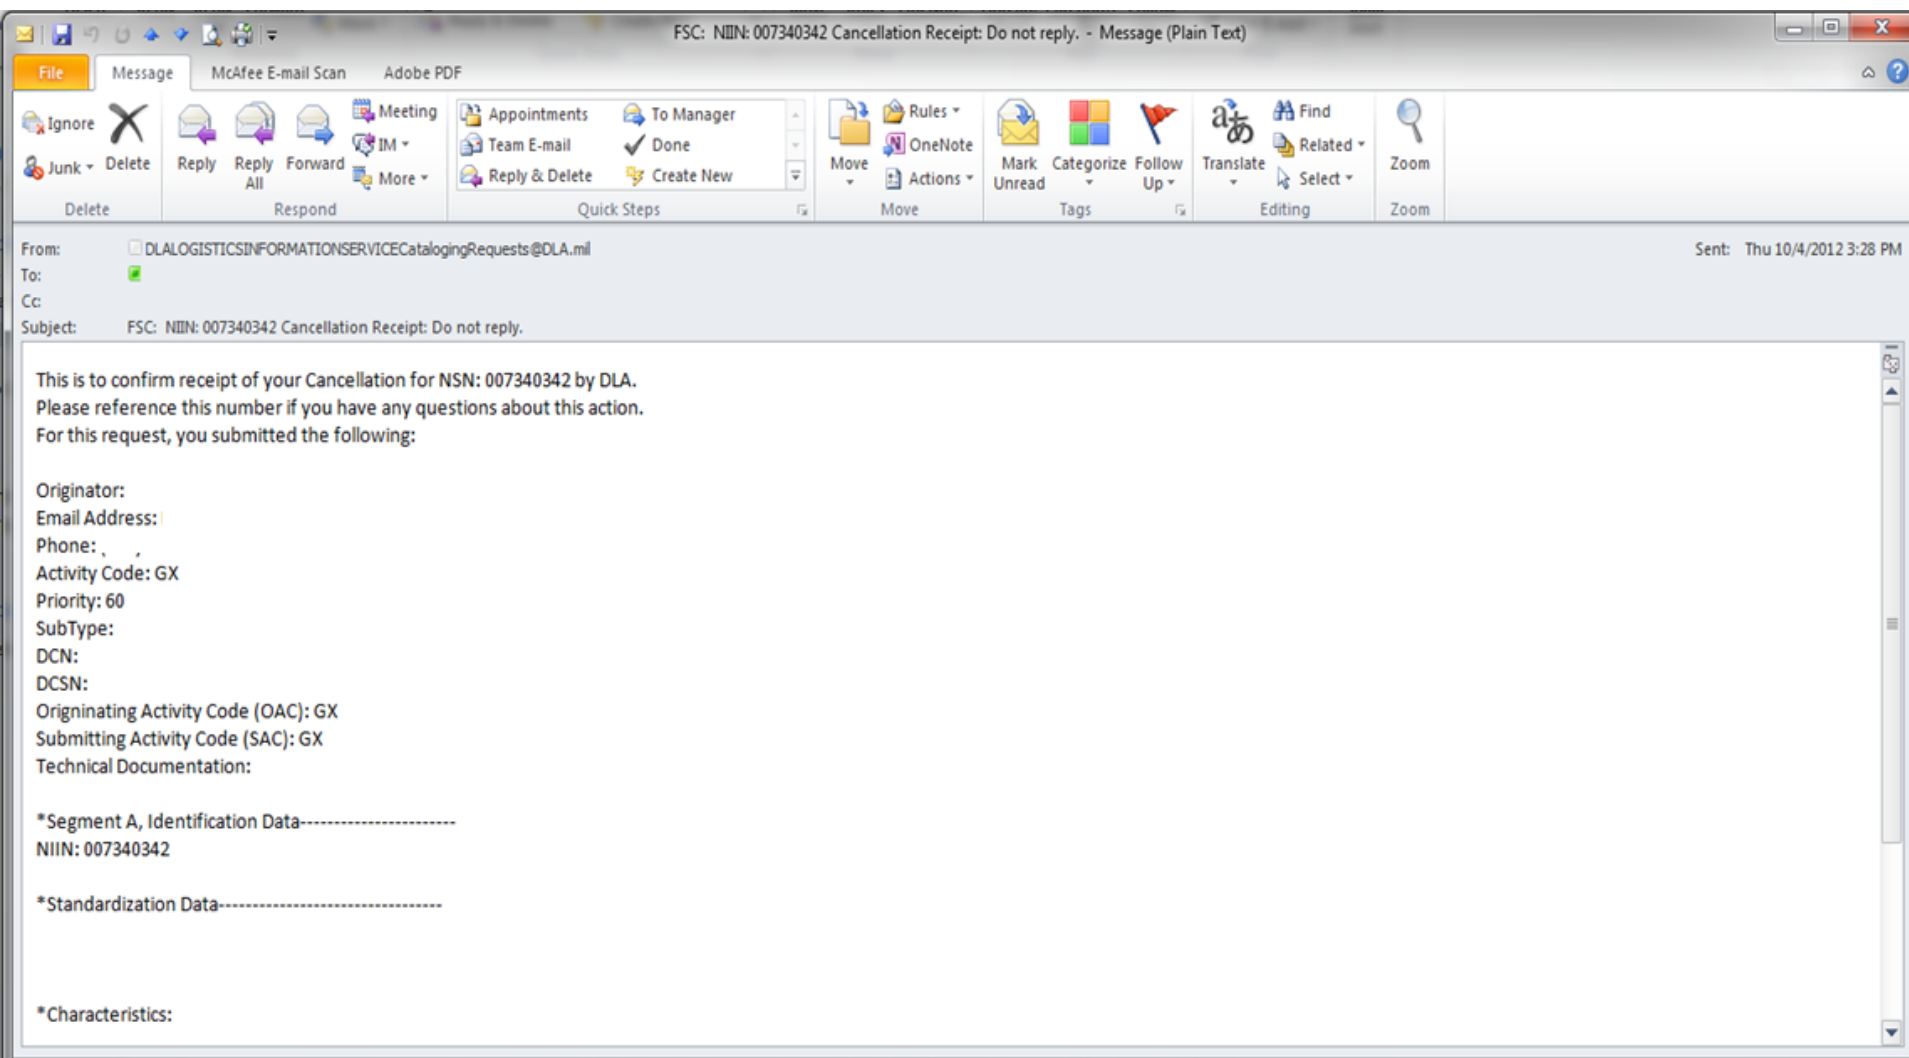 FSC: NIIN: 007340342 Cancellation Receipt: Do not reply. - Message (Plain Text)
File Message McAfee E-mail Scan Adobe PDF
Ignore
Junk
Delete
Reply
Reply All
Forward
Meeting
IM
More
Appointments
Team E-mail
Reply & Delete
To Manager
Done
Create New
Move
Rules
OneNote
Actions
Mark Unread
Categorize
Follow Up
Translate
Find
Related
Select
Zoom
Delete Respond Quick Steps Move Tags Editing Zoom
From: DLALOGISTICSINFORMATIONSERVICECatalogingRequests@DLA.mil Sent: Thu 10/4/2012 3:28 PM
To:
Cc:
Subject: FSC: NIIN: 007340342 Cancellation Receipt: Do not reply.
This is to confirm receipt of your Cancellation for NSN: 007340342 by DLA.
Please reference this number if you have any questions about this action.
For this request, you submitted the following:
Originator:
Email Address:
Phone:
Activity Code: GX
Priority: 60
SubType:
DCN:
DCSN:
Origninating Activity Code (OAC): GX
Submitting Activity Code (SAC): GX
Technical Documentation:
*Segment A, Identification Data-----------------------
NIIN: 007340342
*Standardization Data---------------------------------
*Characteristics: